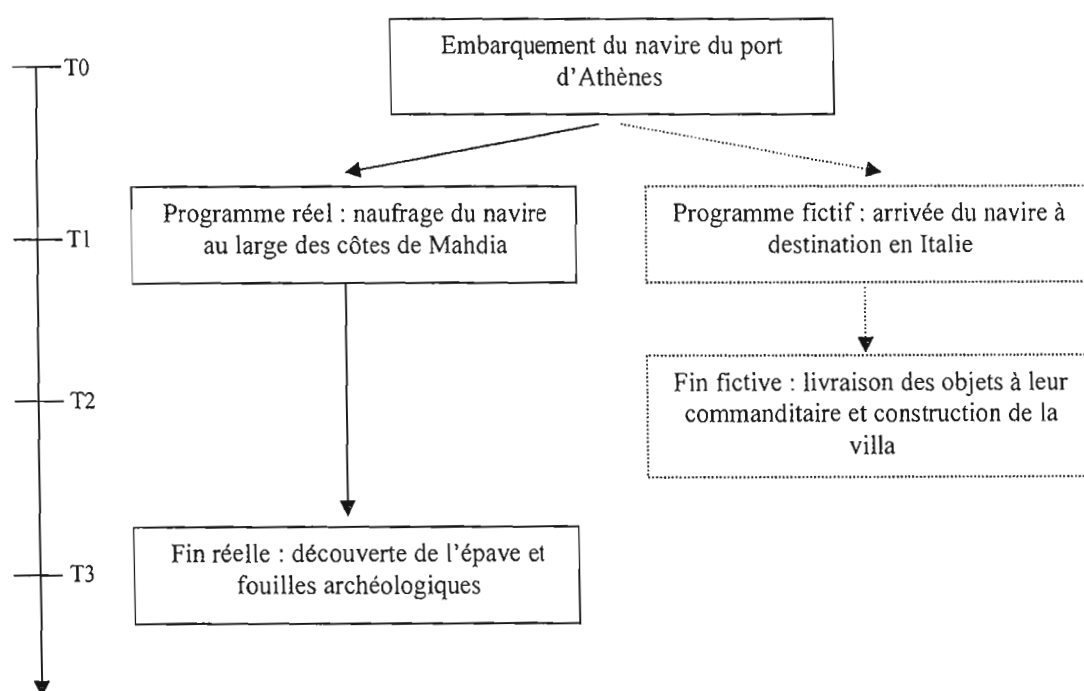 Embarquement du navire du port
d'Athènes
T0
Programme réel : naufrage du navire
au large des côtes de Mahdia
Programme fictif : arrivée du navire à
destination en Italie
T1
Fin fictive : livraison des objets à leur
commanditaire et construction de la
villa
T2
Fin réelle : découverte de l'épave et
fouilles archéologiques
T3